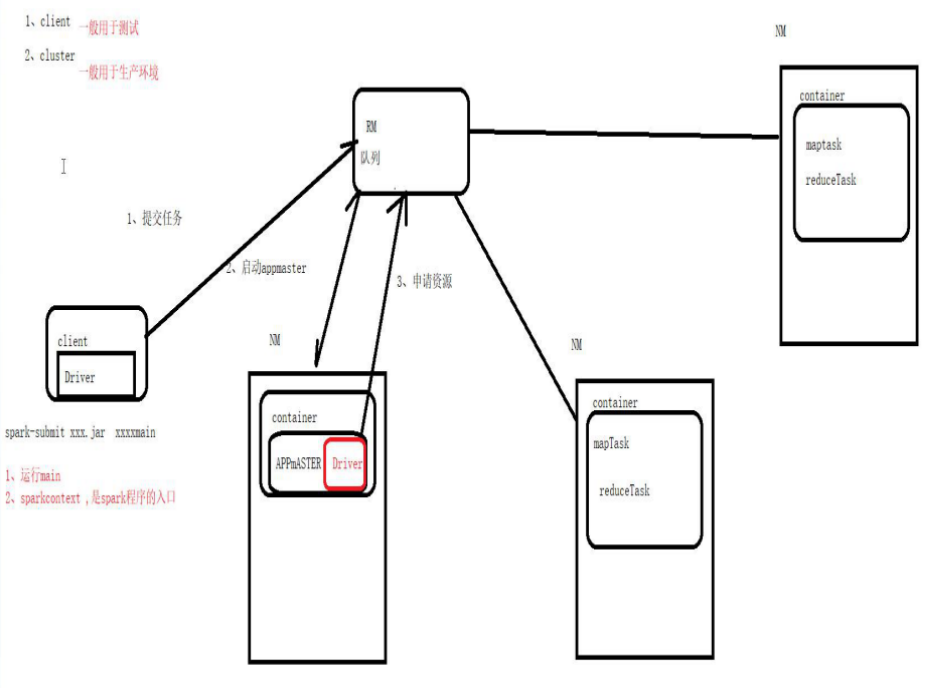 1、client 一般用于测试
2、cluster
一般用于生产环境
NM
container
maptask
reduceTask
RM
队列
1、提交任务
2、启动appmaster
3、申请资源
client
Driver
NM
NM
container
APPmASTER Driver
container
mapTask
reduceTask
spark-submit xxx.jar xxxxmain
1、运行main
2、sparkcontext ,是spark程序的入口